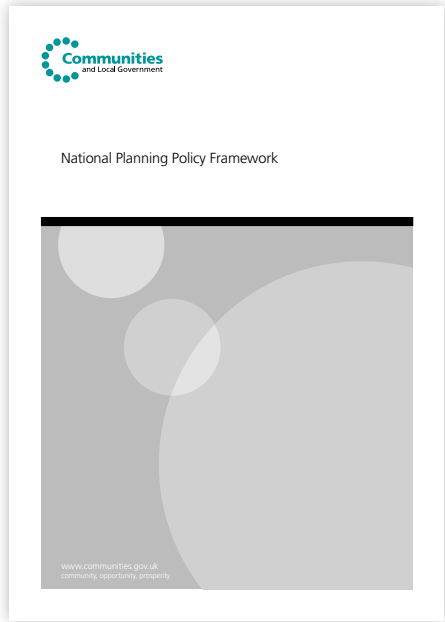 Communities
and Local Government
National Planning Policy Framework
www.communities.gov.uk
community, opportunity, prosperity